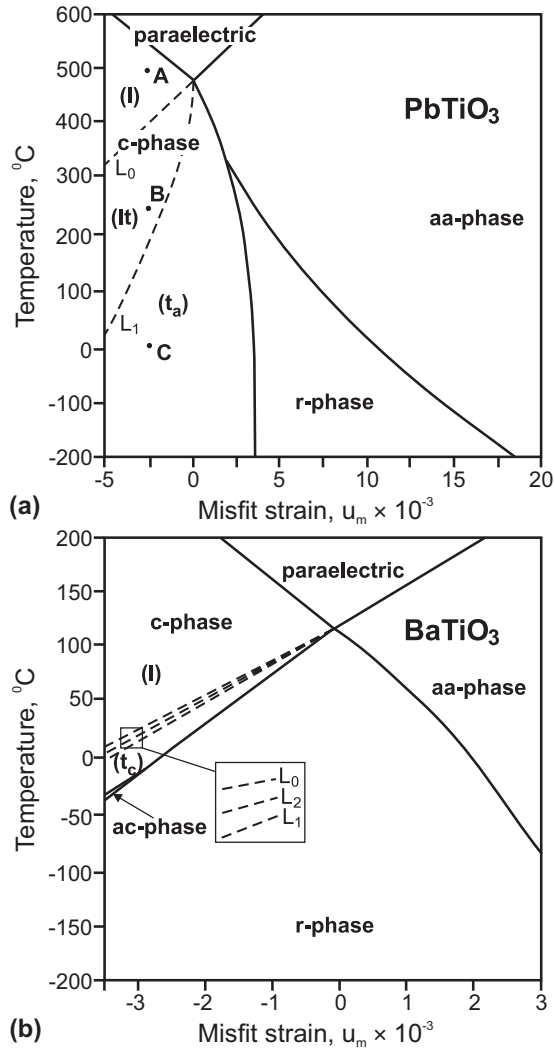 600
paraelectric
500
A
(l)
PbTiO₃
400
c-phase
300
L₀
B
(lt)
aa-phase
200
Temperature, ⁰C
100
(tₐ)
L₁
0
C
-100
r-phase
-200
-5
0
5
10
15
20
(a)
Misfit strain, uₘ × 10⁻³
200
paraelectric
150
c-phase
BaTiO₃
100
(l)
aa-phase
50
Temperature, ⁰C
0
(t_c)
L₀
L₂
L₁
-50
ac-phase
-100
-150
r-phase
-200
-3
-2
-1
0
1
2
3
(b)
Misfit strain, uₘ × 10⁻³